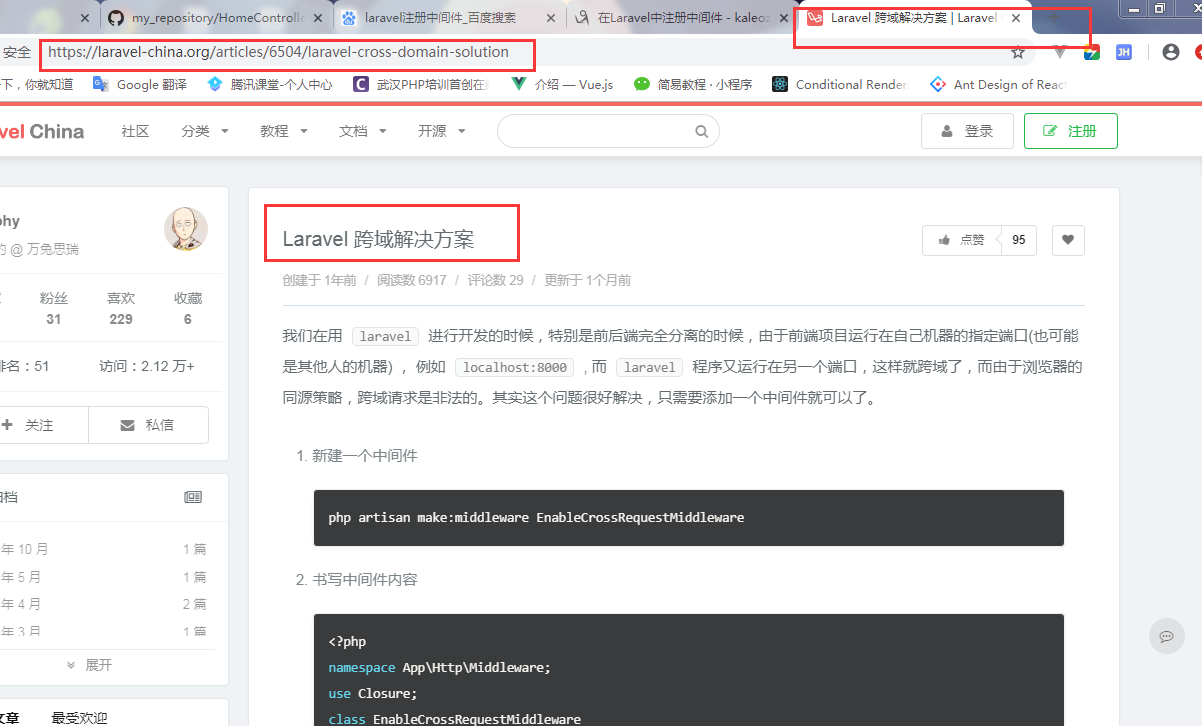 my_repository/HomeControlle
laravel注册中间件_百度搜索
在Laravel中注册中间件 - kaleoz
Laravel 跨域解决方案 | Laravel
安全 https://laravel-china.org/articles/6504/laravel-cross-domain-solution
JH
下，你就知道
Google 翻译
腾讯课堂-个人中心
武汉PHP培训首创在
介绍 — Vue.js
简易教程 · 小程序
Conditional Render
Ant Design of Reac
vel China
社区
分类
教程
文档
开源
登录
注册
phy
的 @ 万兔思瑞
粉丝 喜欢 收藏
31 229 6
排名：51 访问：2.12 万+
关注 私信
归档
年 10 月 1 篇
年 5 月 1 篇
年 4 月 2 篇
年 3 月 1 篇
展开
文章 最受欢迎
Laravel 跨域解决方案
点赞 95
创建于 1年前 / 阅读数 6917 / 评论数 29 / 更新于 1个月前
我们在用 laravel 进行开发的时候，特别是前后端完全分离的时候，由于前端项目运行在自己机器的指定端口(也可能
是其他人的机器) ，例如 localhost:8000 ，而 laravel 程序又运行在另一个端口，这样就跨域了，而由于浏览器的
同源策略，跨域请求是非法的。其实这个问题很好解决，只需要添加一个中间件就可以了。
1. 新建一个中间件
php artisan make:middleware EnableCrossRequestMiddleware
2. 书写中间件内容
<?php
namespace App\Http\Middleware;
use Closure;
class EnableCrossRequestMiddleware